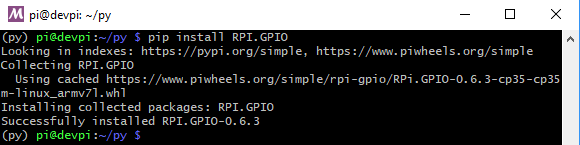 pi@devpi: ~/py
(py) pi@devpi:~/py $ pip install RPI.GPIO
Looking in indexes: https://pypi.org/simple, https://www.piwheels.org/simple
Collecting RPI.GPIO
  Using cached https://www.piwheels.org/simple/rpi-gpio/RPi.GPIO-0.6.3-cp35-cp35
m-linux_armv7l.whl
Installing collected packages: RPI.GPIO
Successfully installed RPI.GPIO-0.6.3
(py) pi@devpi:~/py $